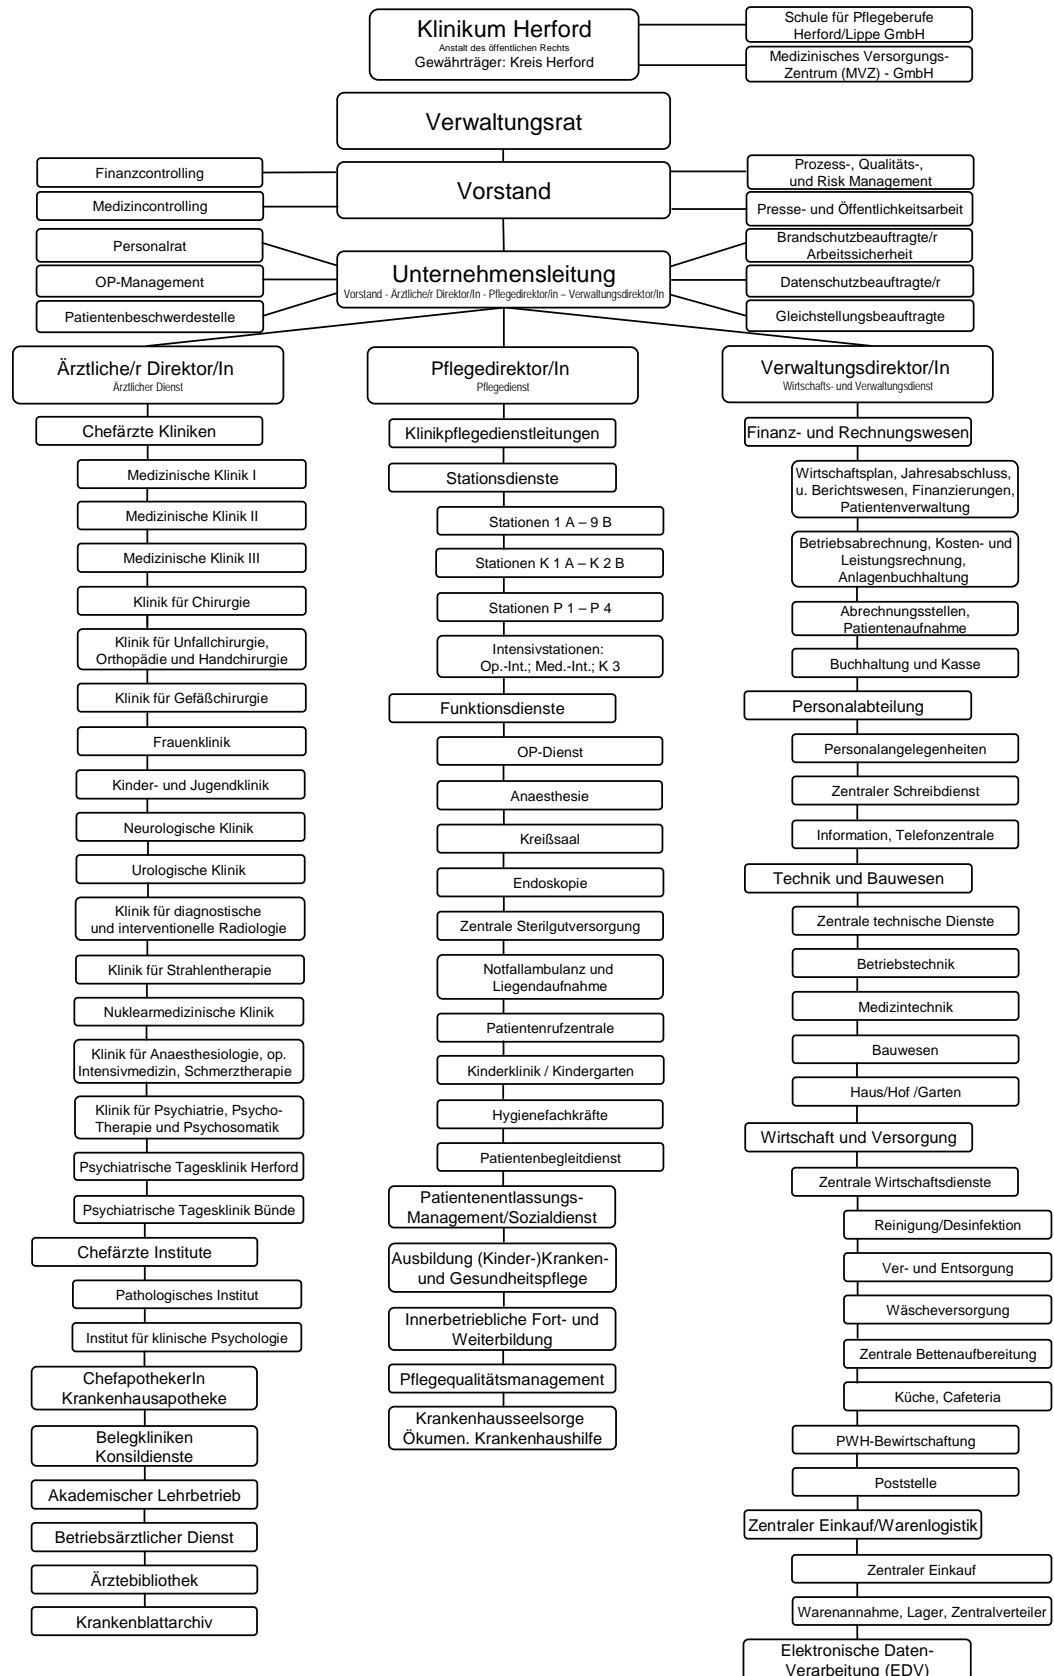 Klinikum Herford
Anstalt des öffentlichen Rechts
Gewährträger: Kreis Herford
Schule für Pflegeberufe
Herford/Lippe GmbH
Medizinisches Versorgungs-
Zentrum (MVZ) - GmbH
Verwaltungsrat
Vorstand
Finanzcontrolling
Medizincontrolling
Prozess-, Qualitäts-,
und Risk Management
Presse- und Öffentlichkeitsarbeit
Unternehmensleitung
Vorstand - Ärztliche/r Direktor/In - Pflegedirektor/in – Verwaltungsdirektor/In
Personalrat
OP-Management
Patientenbeschwerdestelle
Brandschutzbeauftragte/r
Arbeitssicherheit
Datenschutzbeauftragte/r
Gleichstellungsbeauftragte
Ärztliche/r Direktor/In
Ärztlicher Dienst
Chefärzte Kliniken
Medizinische Klinik I
Medizinische Klinik II
Medizinische Klinik III
Klinik für Chirurgie
Klinik für Unfallchirurgie,
Orthopädie und Handchirurgie
Klinik für Gefäßchirurgie
Frauenklinik
Kinder- und Jugendklinik
Neurologische Klinik
Urologische Klinik
Klinik für diagnostische
und interventionelle Radiologie
Klinik für Strahlentherapie
Nuklearmedizinische Klinik
Klinik für Anaesthesiologie, op.
Intensivmedizin, Schmerztherapie
Klinik für Psychiatrie, Psycho-
Therapie und Psychosomatik
Psychiatrische Tagesklinik Herford
Psychiatrische Tagesklinik Bünde
Chefärzte Institute
Pathologisches Institut
Institut für klinische Psychologie
ChefapothekerIn
Krankenhausapotheke
Belegkliniken
Konsildienste
Akademischer Lehrbetrieb
Betriebsärztlicher Dienst
Ärztebibliothek
Krankenblattarchiv
Pflegedirektor/In
Pflegedienst
Klinikpflegedienstleitungen
Stationsdienste
Stationen 1 A – 9 B
Stationen K 1 A – K 2 B
Stationen P 1 – P 4
Intensivstationen:
Op.-Int.; Med.-Int.; K 3
Funktionsdienste
OP-Dienst
Anaesthesie
Kreißsaal
Endoskopie
Zentrale Sterilgutversorgung
Notfallambulanz und
Liegendaufnahme
Patientenrufzentrale
Kinderklinik / Kindergarten
Hygienefachkräfte
Patientenbegleitdienst
Patientenentlassungs-
Management/Sozialdienst
Ausbildung (Kinder-)Kranken-
und Gesundheitspflege
Innerbetriebliche Fort- und
Weiterbildung
Pflegequalitätsmanagement
Krankenhausseelsorge
Ökumen. Krankenhaushilfe
Verwaltungsdirektor/In
Wirtschafts- und Verwaltungsdienst
Finanz- und Rechnungswesen
Wirtschaftsplan, Jahresabschluss,
u. Berichtswesen, Finanzierungen,
Patientenverwaltung
Betriebsabrechnung, Kosten- und
Leistungsrechnung,
Anlagenbuchhaltung
Abrechnungsstellen,
Patientenaufnahme
Buchhaltung und Kasse
Personalabteilung
Personalangelegenheiten
Zentraler Schreibdienst
Information, Telefonzentrale
Technik und Bauwesen
Zentrale technische Dienste
Betriebstechnik
Medizintechnik
Bauwesen
Haus/Hof /Garten
Wirtschaft und Versorgung
Zentrale Wirtschaftsdienste
Reinigung/Desinfektion
Ver- und Entsorgung
Wäscheversorgung
Zentrale Bettenaufbereitung
Küche, Cafeteria
PWH-Bewirtschaftung
Poststelle
Zentraler Einkauf/Warenlogistik
Zentraler Einkauf
Warenannahme, Lager, Zentralverteiler
Elektronische Daten-
Verarbeitung (EDV)